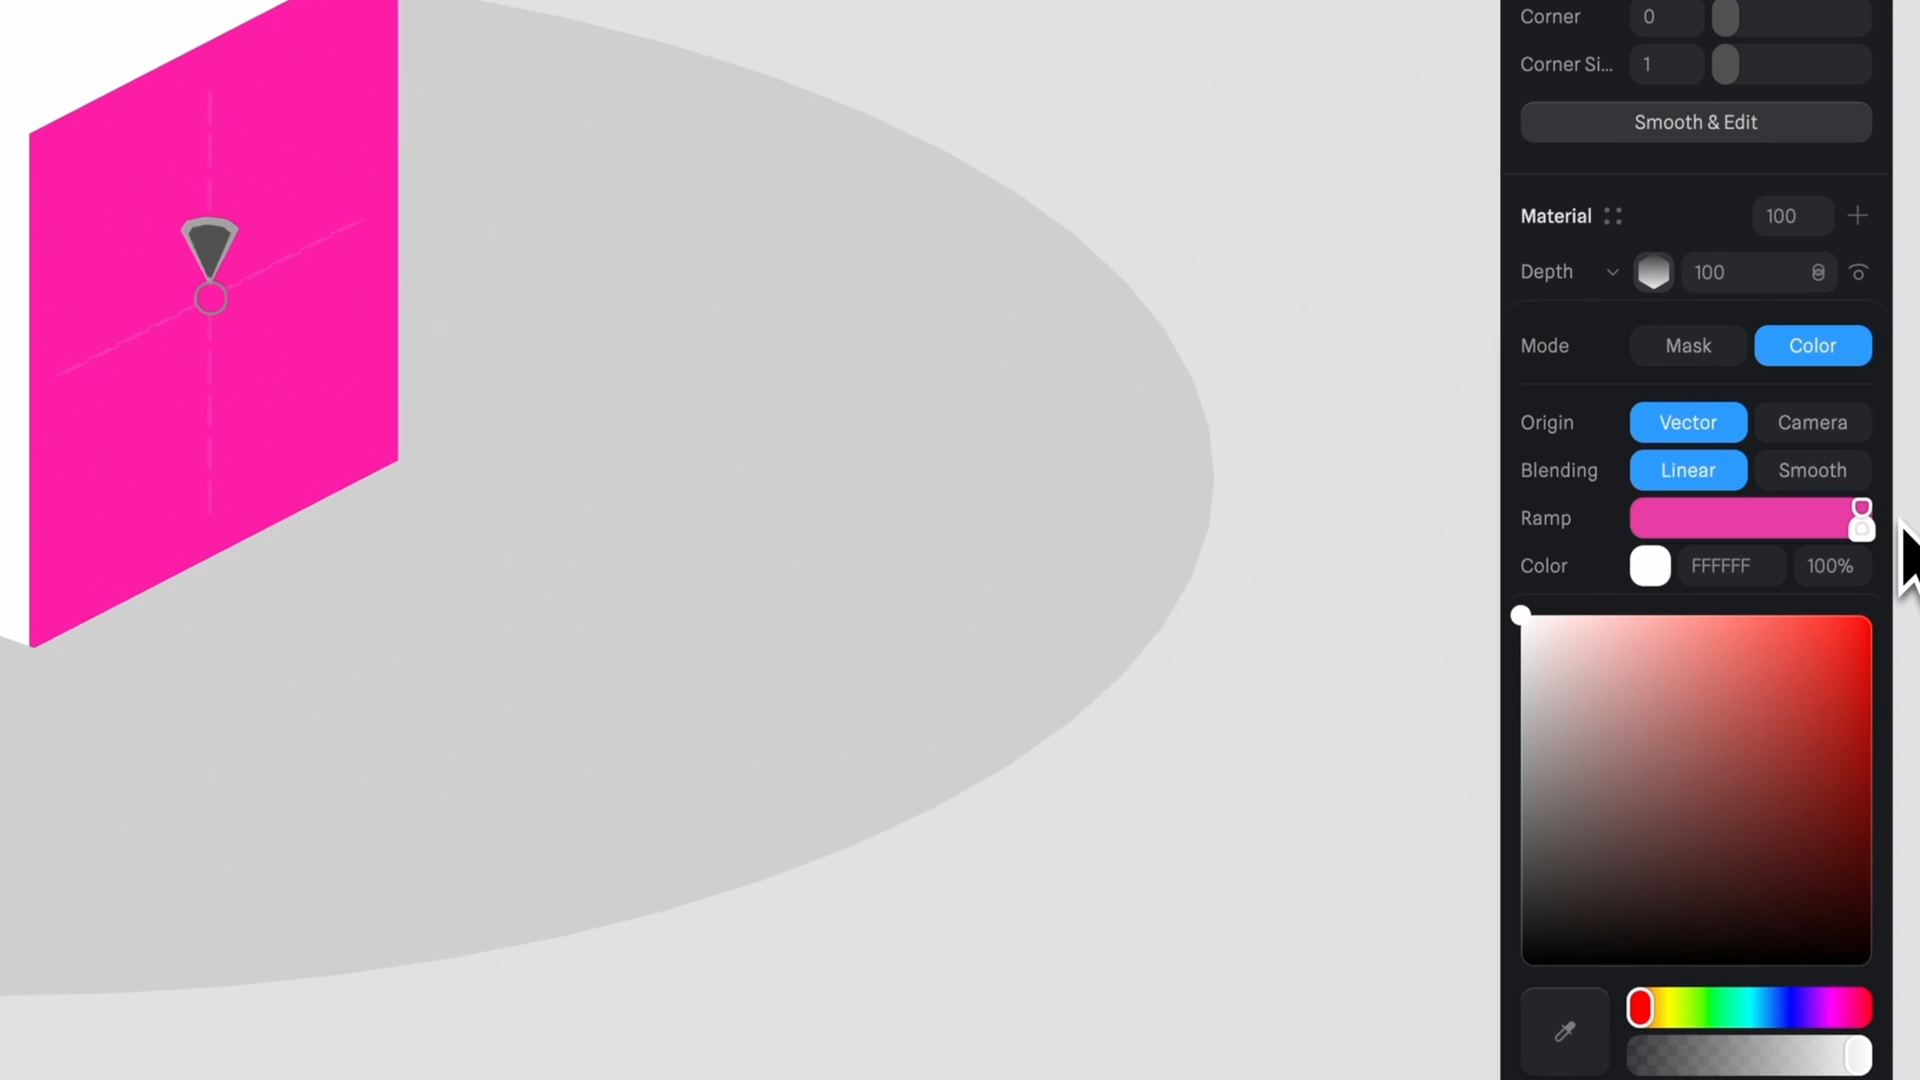 Corner 0
Corner Si... 1
Smooth & Edit
Material 100
Depth 100
Mode Mask Color
Origin Vector Camera
Blending Linear Smooth
Ramp
Color FFFFFF 100%